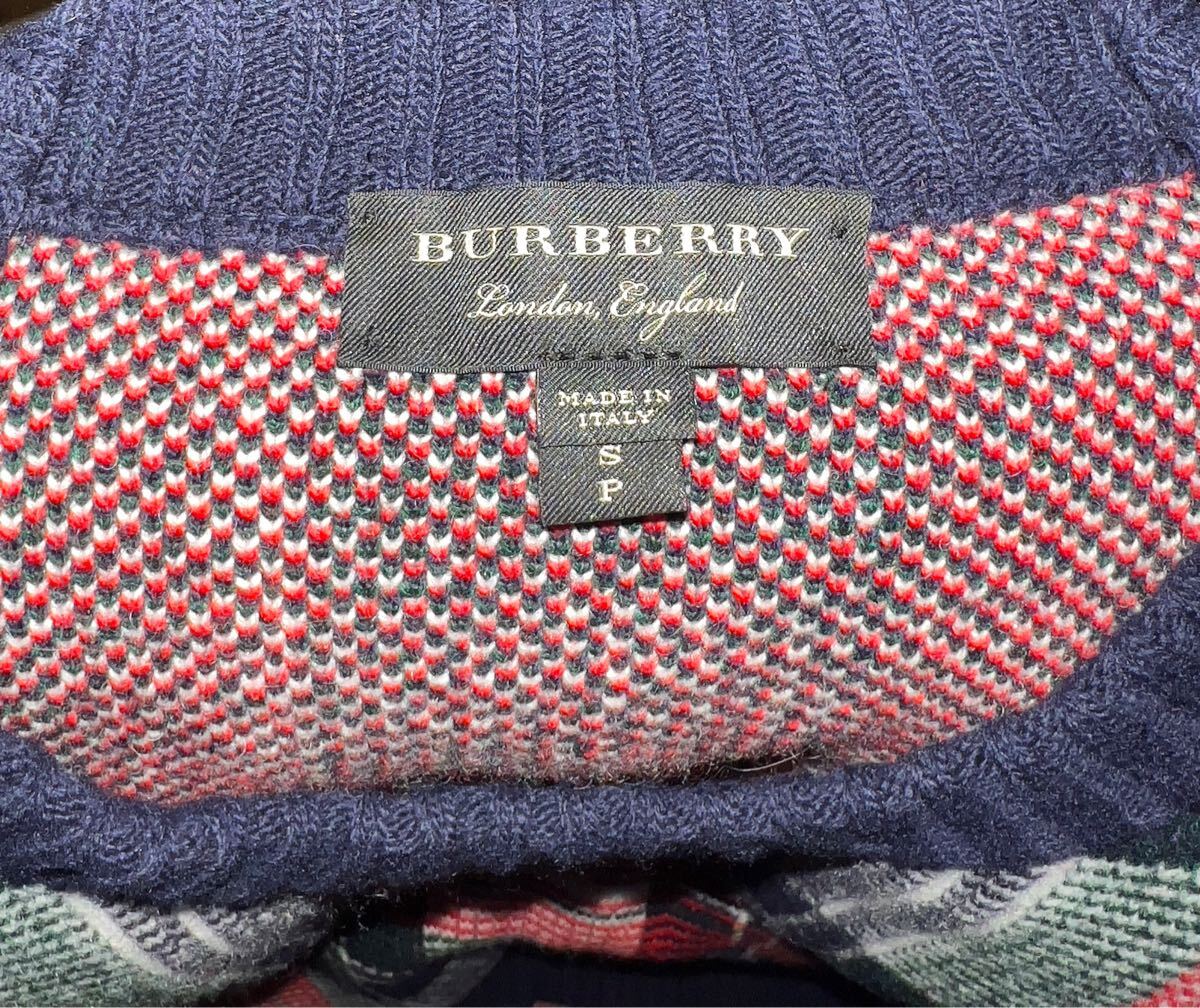 BURBERRY
London, England
MADE IN
ITALY
S
P